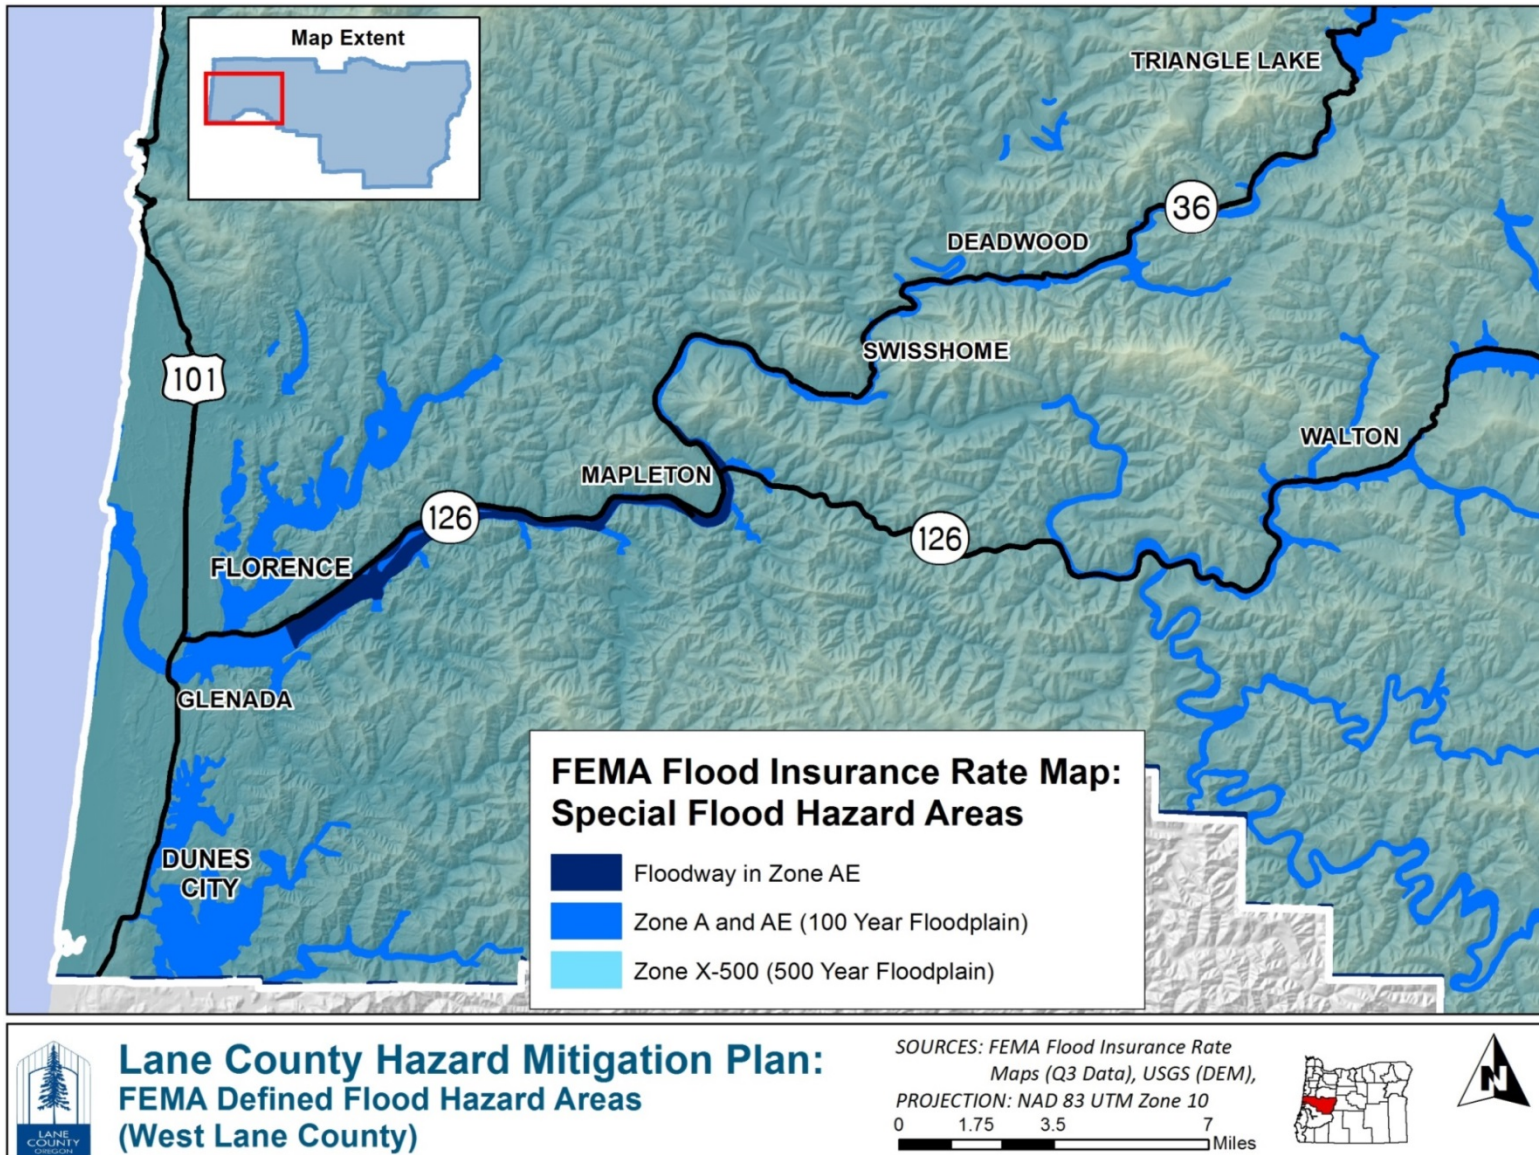 Map Extent
TRIANGLE LAKE
36
DEADWOOD
SWISSHOME
101
WALTON
MAPLETON
126
126
FLORENCE
GLENADA
DUNES
CITY
FEMA Flood Insurance Rate Map:
Special Flood Hazard Areas
Floodway in Zone AE
Zone A and AE (100 Year Floodplain)
Zone X-500 (500 Year Floodplain)
LANE
COUNTY
OREGON
Lane County Hazard Mitigation Plan:
FEMA Defined Flood Hazard Areas
(West Lane County)
SOURCES: FEMA Flood Insurance Rate
Maps (Q3 Data), USGS (DEM),
PROJECTION: NAD 83 UTM Zone 10
0 1.75 3.5 7
Miles
N